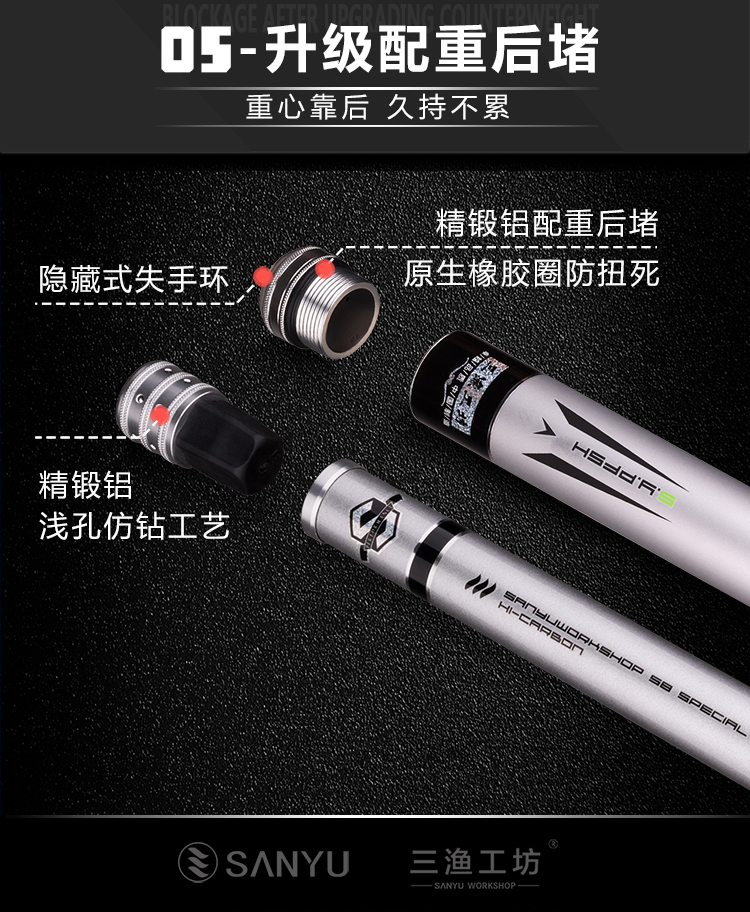 BLOCKAGE AFTER UPGRADING COUNTERWEIGHT
05-升级配重后堵
重心靠后 久持不累
精锻铝配重后堵
原生橡胶圈防扭死
隐藏式失手环
精锻铝
浅孔仿钻工艺
S.Y.PFFSH
SANYUWORKSHOP SB SPECIAL
HI-CARBON
SANYU
三渔工坊®
SANYU WORKSHOP